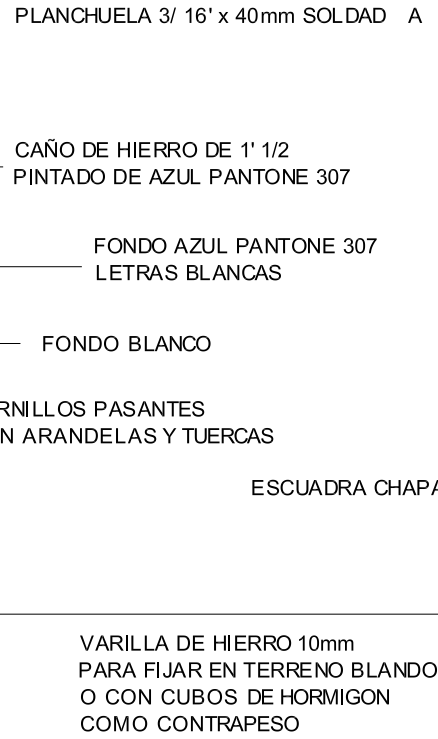 PLANCHUELA 3/ 16' x 40mm SOLDAD A
CAÑO DE HIERRO DE 1' 1/2
PINTADO DE AZUL PANTONE 307
FONDO AZUL PANTONE 307
LETRAS BLANCAS
FONDO BLANCO
RNILLOS PASANTES
N ARANDELAS Y TUERCAS
ESCUADRA CHAPA
VARILLA DE HIERRO 10mm
PARA FIJAR EN TERRENO BLANDO
O CON CUBOS DE HORMIGON
COMO CONTRAPESO